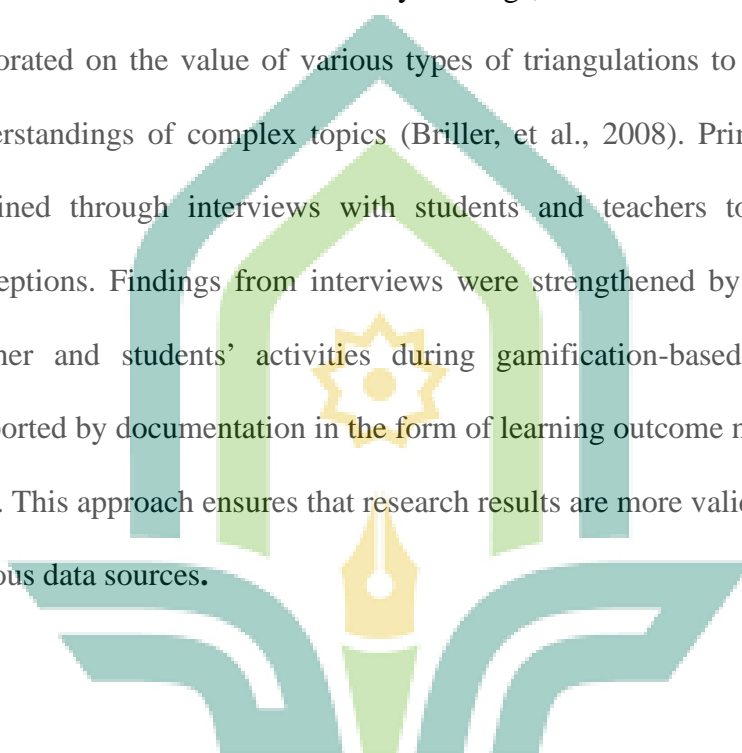 orated on the value of various types of triangulations to
erstandings of complex topics (Briller, et al., 2008). Prin
ined through interviews with students and teachers to
eptions. Findings from interviews were strengthened by
her and students’ activities during gamification-based
ported by documentation in the form of learning outcome n
. This approach ensures that research results are more valid
ous data sources.